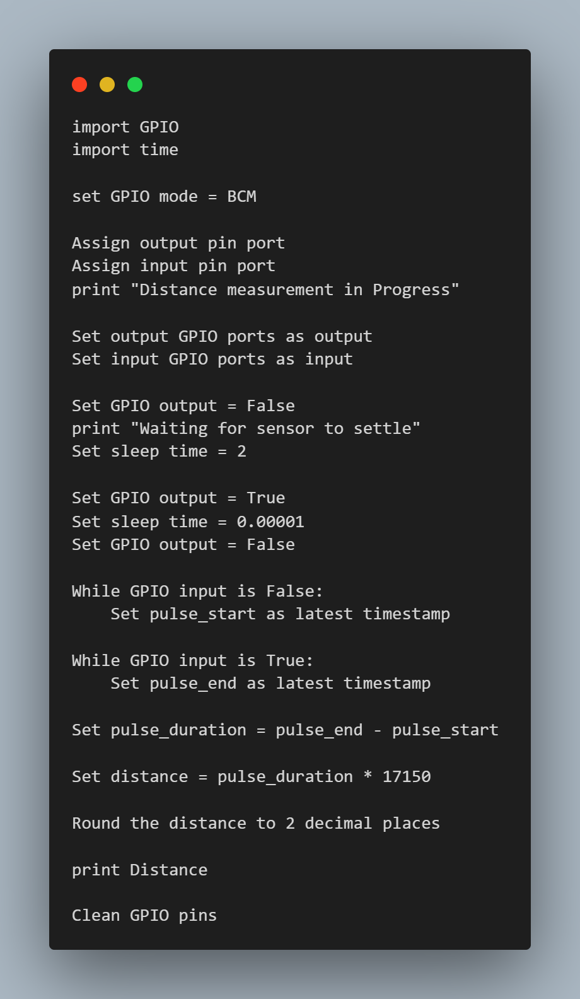 import GPIO
import time
set GPIO mode = BCM
Assign output pin port
Assign input pin port
print "Distance measurement in Progress"
Set output GPIO ports as output
Set input GPIO ports as input
Set GPIO output = False
print "Waiting for sensor to settle"
Set sleep time = 2
Set GPIO output = True
Set sleep time = 0.00001
Set GPIO output = False
While GPIO input is False:
    Set pulse_start as latest timestamp
While GPIO input is True:
    Set pulse_end as latest timestamp
Set pulse_duration = pulse_end - pulse_start
Set distance = pulse_duration * 17150
Round the distance to 2 decimal places
print Distance
Clean GPIO pins